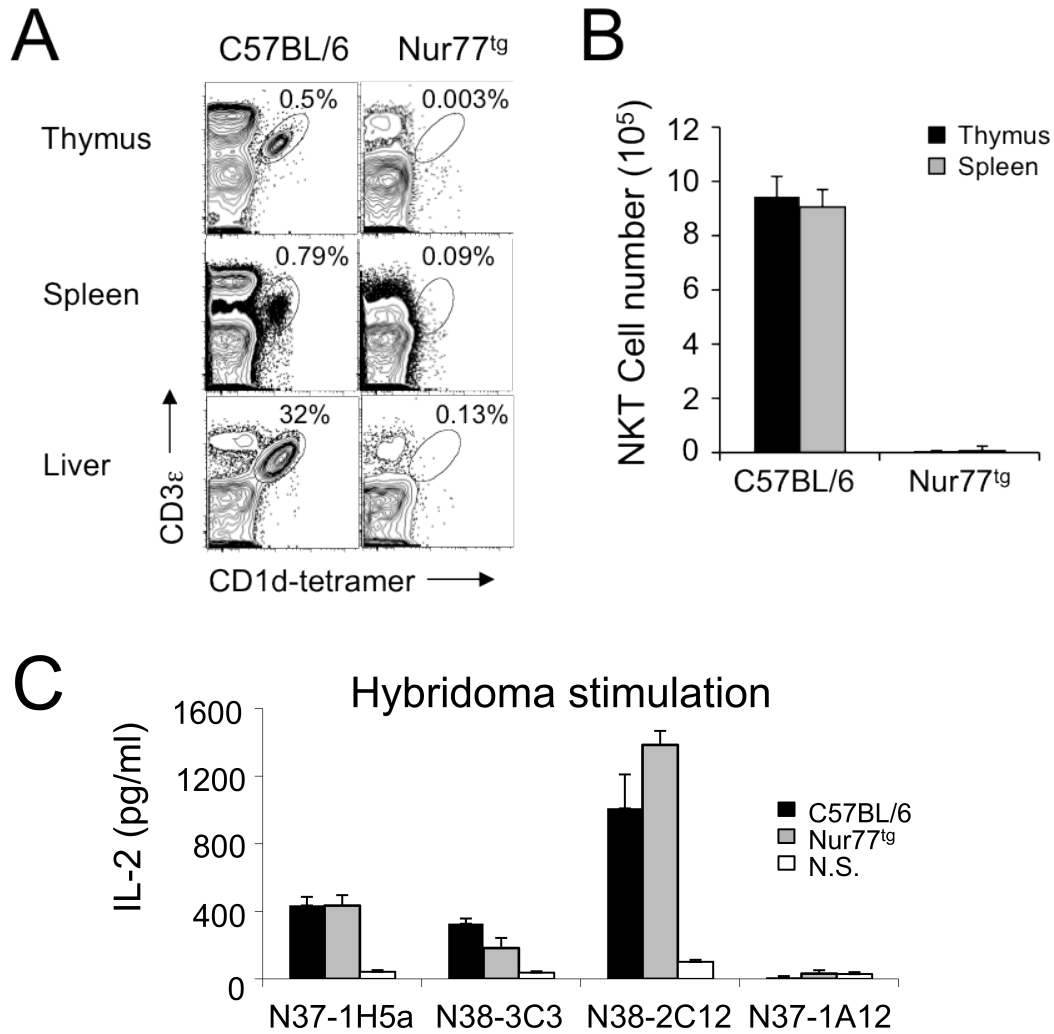 A
C57BL/6 Nur77tg
Thymus
0.5% 0.003%
Spleen
0.79% 0.09%
Liver
32% 0.13%
CD3ε
CD1d-tetramer
B
NKT Cell number (10⁵)
12
10
8
6
4
2
0
Thymus
Spleen
C57BL/6 Nur77tg
C
Hybridoma stimulation
IL-2 (pg/ml)
1600
1200
800
400
0
C57BL/6
Nur77tg
N.S.
N37-1H5a N38-3C3 N38-2C12 N37-1A12